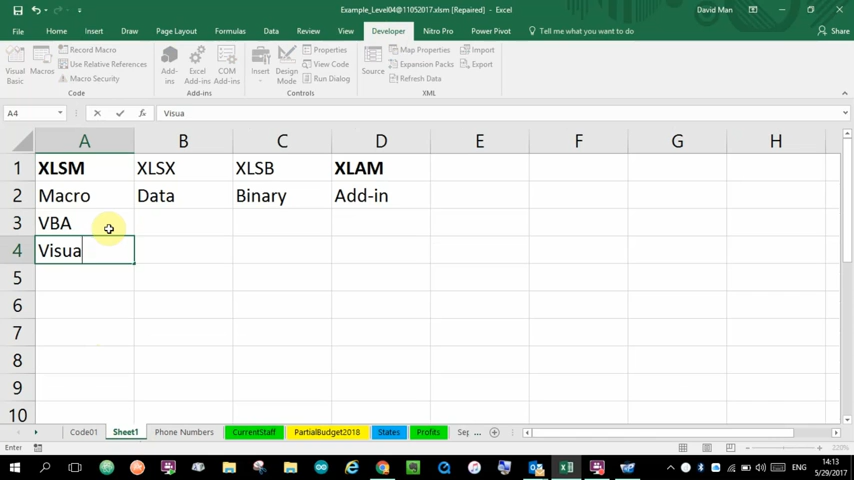 Example_Level04@11052017.xlsm [Repaired] - Excel
David Man
File Home Insert Draw Page Layout Formulas Data Review View Developer Nitro Pro Power Pivot Tell me what you want to do Share
Visual Basic
Macros
Record Macro
Use Relative References
Macro Security
Code
Add-ins
Excel Add-ins
COM Add-ins
Add-ins
Insert
Design Mode
Properties
View Code
Run Dialog
Controls
Source
Map Properties
Expansion Packs
Refresh Data
Import
Export
XML
A4 fx Visua
A B C D E F G H
1 XLSM XLSX XLSB XLAM
2 Macro Data Binary Add-in
3 VBA
4 Visua
5
6
7
8
9
10
Code01 Sheet1 Phone Numbers CurrentStaff PartialBudget2018 States Profits Sep ...
Enter 220%
ENG 14:13
5/29/2017